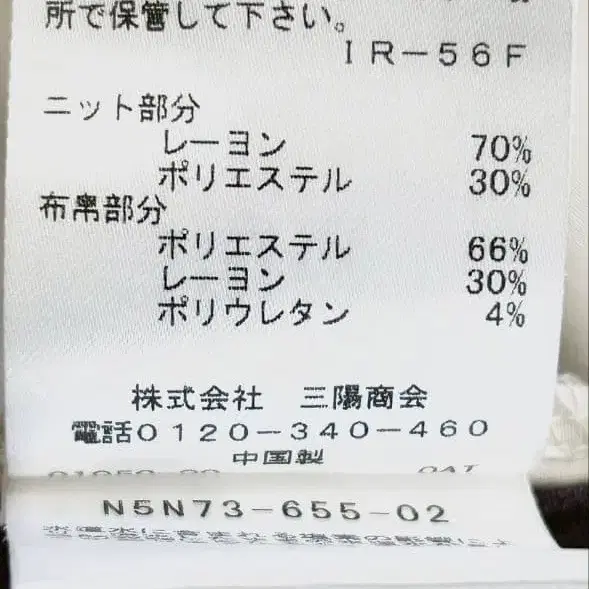 所で保管して下さい。
ＩＲ－５６Ｆ
ニット部分
レーヨン 70%
ポリエステル 30%
布帛部分
ポリエステル 66%
レーヨン 30%
ポリウレタン 4%
株式会社 三陽商会
電話０１２０－３４０－４６０
中国製
N5N73-655-02